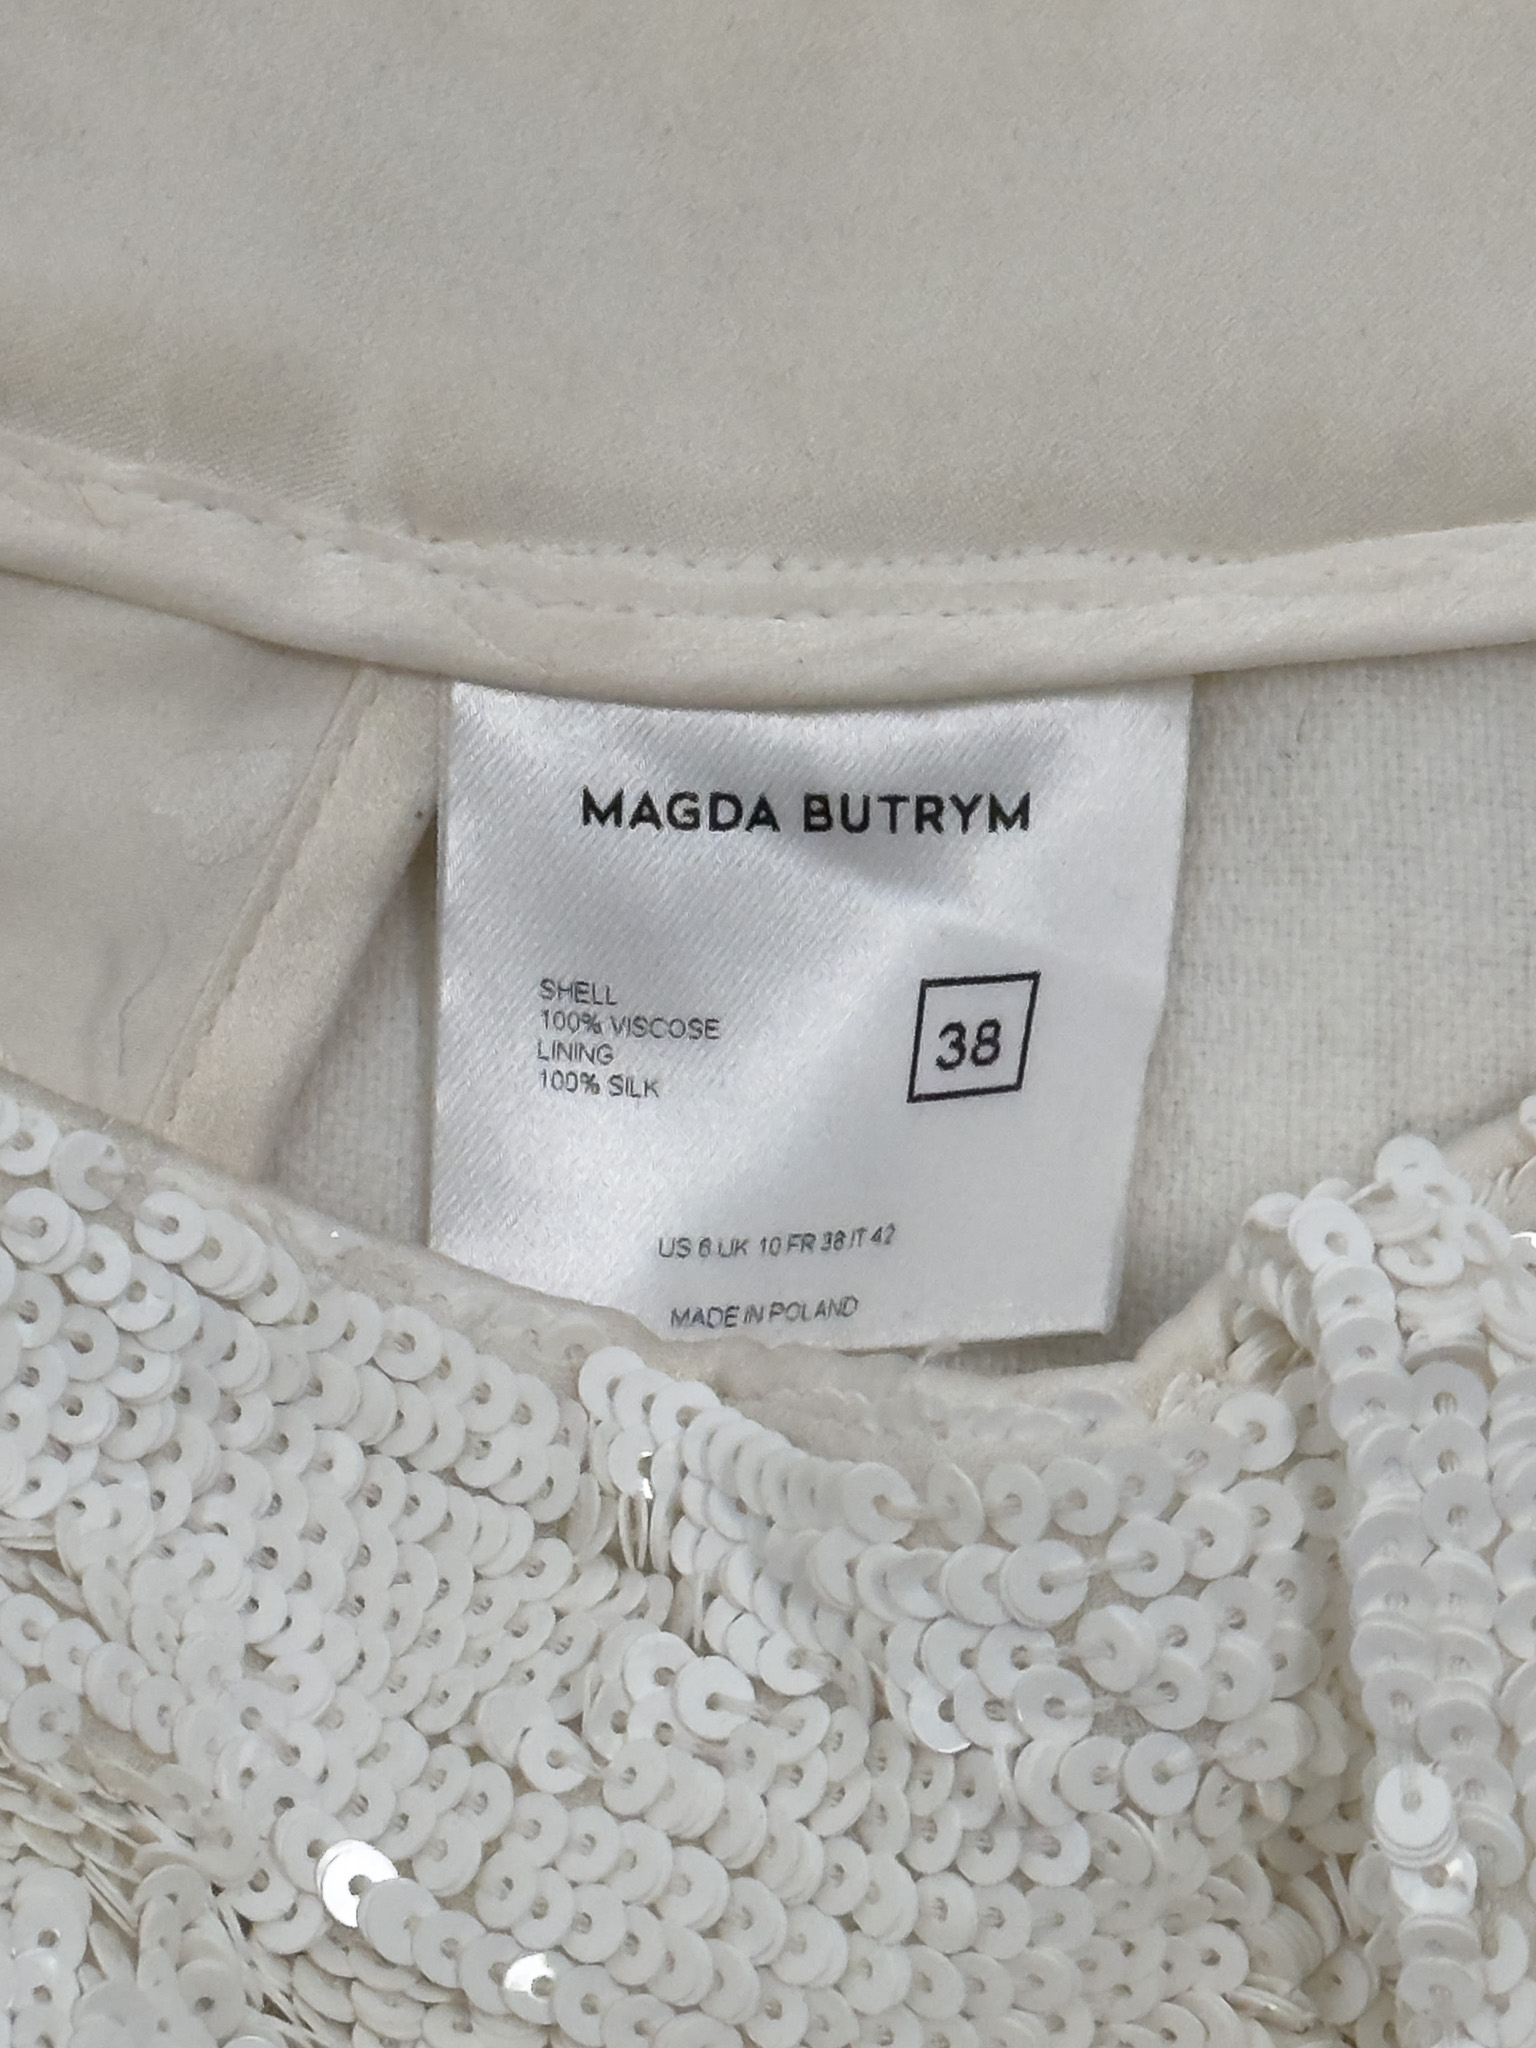 MAGDA BUTRYM
SHELL
100% VISCOSE
LINING
100% SILK
38
US 6 UK 10 FR 38 IT 42
MADE IN POLAND